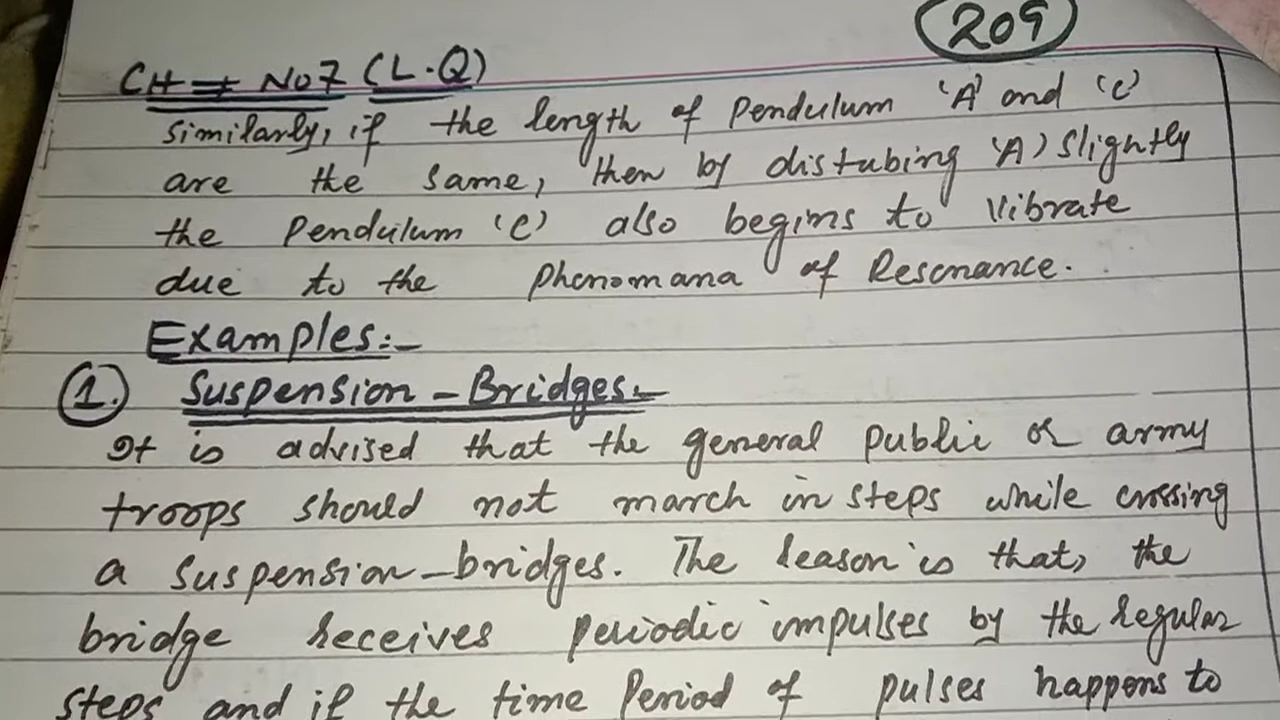 209
CH⇒ No7 (L.Q)
Similarly, if the length of Pendulum 'A' and 'C'
are the same, then by distubing 'A) Slightly
the Pendulum 'C) also begins to Vibrate
due to the Phenomana of Resonance.
Examples:-
1. Suspension-Bridges:-
It is advised that the general public or army
troops should not march in steps while crossing
a suspension-bridges. The Reason is that, the
bridge Receives periodic impulses by the Regular
steps and if the time Period of pulses happens to